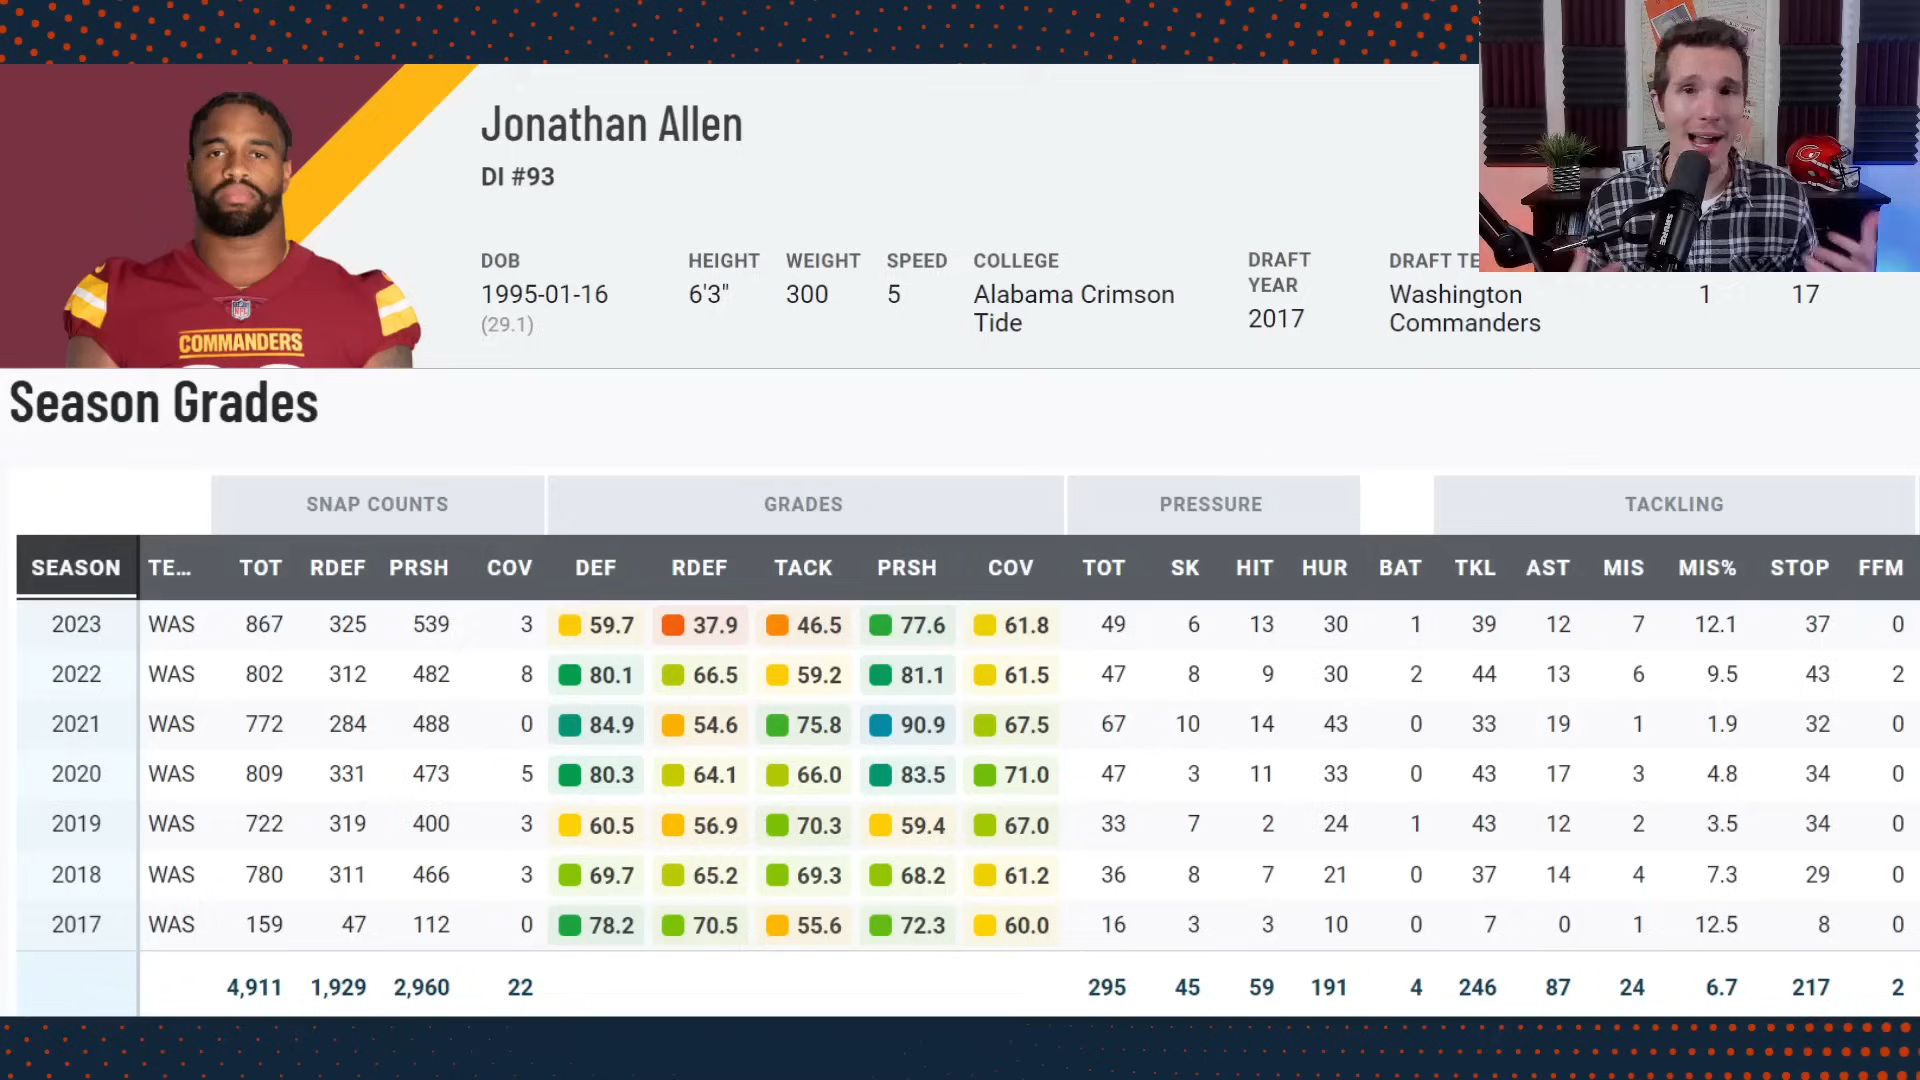 Jonathan Allen
DI #93
DOB HEIGHT WEIGHT SPEED COLLEGE DRAFT YEAR DRAFT TE
1995-01-16 6'3" 300 5 Alabama Crimson Tide 2017 Washington Commanders 1 17
(29.1)
COMMANDERS
SHURE
Season Grades
SNAP COUNTS GRADES PRESSURE TACKLING
SEASON TE... TOT RDEF PRSH COV DEF RDEF TACK PRSH COV TOT SK HIT HUR BAT TKL AST MIS MIS% STOP FFM
2023 WAS 867 325 539 3 59.7 37.9 46.5 77.6 61.8 49 6 13 30 1 39 12 7 12.1 37 0
2022 WAS 802 312 482 8 80.1 66.5 59.2 81.1 61.5 47 8 9 30 2 44 13 6 9.5 43 2
2021 WAS 772 284 488 0 84.9 54.6 75.8 90.9 67.5 67 10 14 43 0 33 19 1 1.9 32 0
2020 WAS 809 331 473 5 80.3 64.1 66.0 83.5 71.0 47 3 11 33 0 43 17 3 4.8 34 0
2019 WAS 722 319 400 3 60.5 56.9 70.3 59.4 67.0 33 7 2 24 1 43 12 2 3.5 34 0
2018 WAS 780 311 466 3 69.7 65.2 69.3 68.2 61.2 36 8 7 21 0 37 14 4 7.3 29 0
2017 WAS 159 47 112 0 78.2 70.5 55.6 72.3 60.0 16 3 3 10 0 7 0 1 12.5 8 0
4,911 1,929 2,960 22 295 45 59 191 4 246 87 24 6.7 217 2